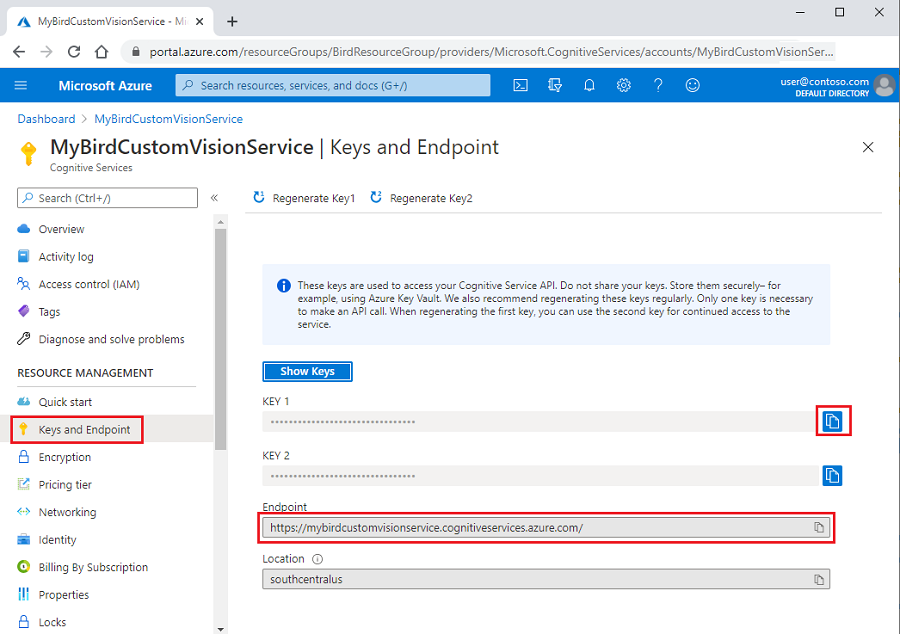 MyBirdCustomVisionService - Mi
portal.azure.com/resourceGroups/BirdResourceGroup/providers/Microsoft.CognitiveServices/accounts/MyBirdCustomVisionSer...
Microsoft Azure
Search resources, services, and docs (G+/)
user@contoso.com
DEFAULT DIRECTORY
Dashboard > MyBirdCustomVisionService
MyBirdCustomVisionService | Keys and Endpoint
Cognitive Services
Search (Ctrl+/)
«
Regenerate Key1
Regenerate Key2
Overview
Activity log
Access control (IAM)
Tags
Diagnose and solve problems
RESOURCE MANAGEMENT
Quick start
Keys and Endpoint
Encryption
Pricing tier
Networking
Identity
Billing By Subscription
Properties
Locks
These keys are used to access your Cognitive Service API. Do not share your keys. Store them securely– for
example, using Azure Key Vault. We also recommend regenerating these keys regularly. Only one key is necessary
to make an API call. When regenerating the first key, you can use the second key for continued access to the
service.
Show Keys
KEY 1
••••••••••••••••••••••••••••••••
KEY 2
••••••••••••••••••••••••••••••••
Endpoint
https://mybirdcustomvisionservice.cognitiveservices.azure.com/
Location
southcentralus